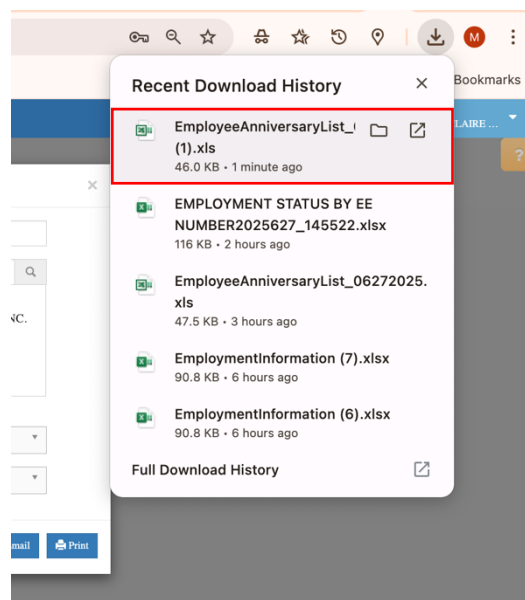 M
Recent Download History
Bookmarks
EmployeeAnniversaryList_
(1).xls
46.0 KB • 1 minute ago
LAIRE ...
?
EMPLOYMENT STATUS BY EE
NUMBER2025627_145522.xlsx
116 KB • 2 hours ago
EmployeeAnniversaryList_06272025.
xls
47.5 KB • 3 hours ago
NC.
EmploymentInformation (7).xlsx
90.8 KB • 6 hours ago
EmploymentInformation (6).xlsx
90.8 KB • 6 hours ago
Full Download History
mail
Print